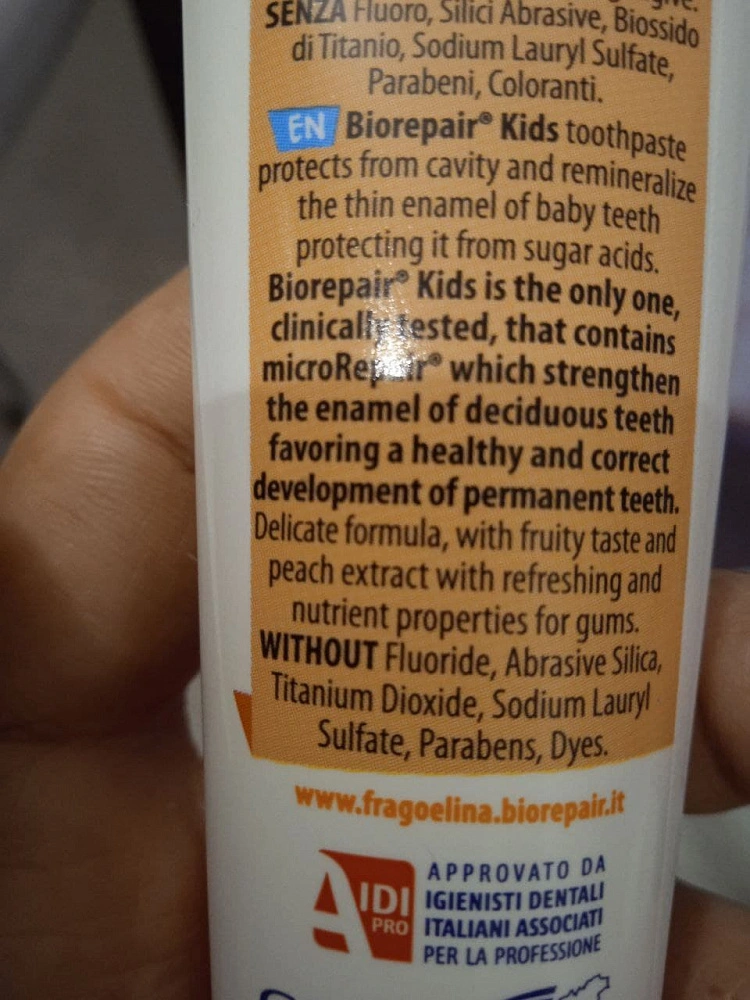 SENZA Fluoro, Silici Abrasive, Biossido
di Titanio, Sodium Lauryl Sulfate,
Parabeni, Coloranti.
EN Biorepair® Kids toothpaste
protects from cavity and remineralize
the thin enamel of baby teeth
protecting it from sugar acids.
Biorepair® Kids is the only one,
clinically tested, that contains
microRepair® which strengthen
the enamel of deciduous teeth
favoring a healthy and correct
development of permanent teeth.
Delicate formula, with fruity taste and
peach extract with refreshing and
nutrient properties for gums.
WITHOUT Fluoride, Abrasive Silica,
Titanium Dioxide, Sodium Lauryl
Sulfate, Parabens, Dyes.
www.fragoelina.biorepair.it
AIDI
PRO
APPROVATO DA
IGIENISTI DENTALI
ITALIANI ASSOCIATI
PER LA PROFESSIONE